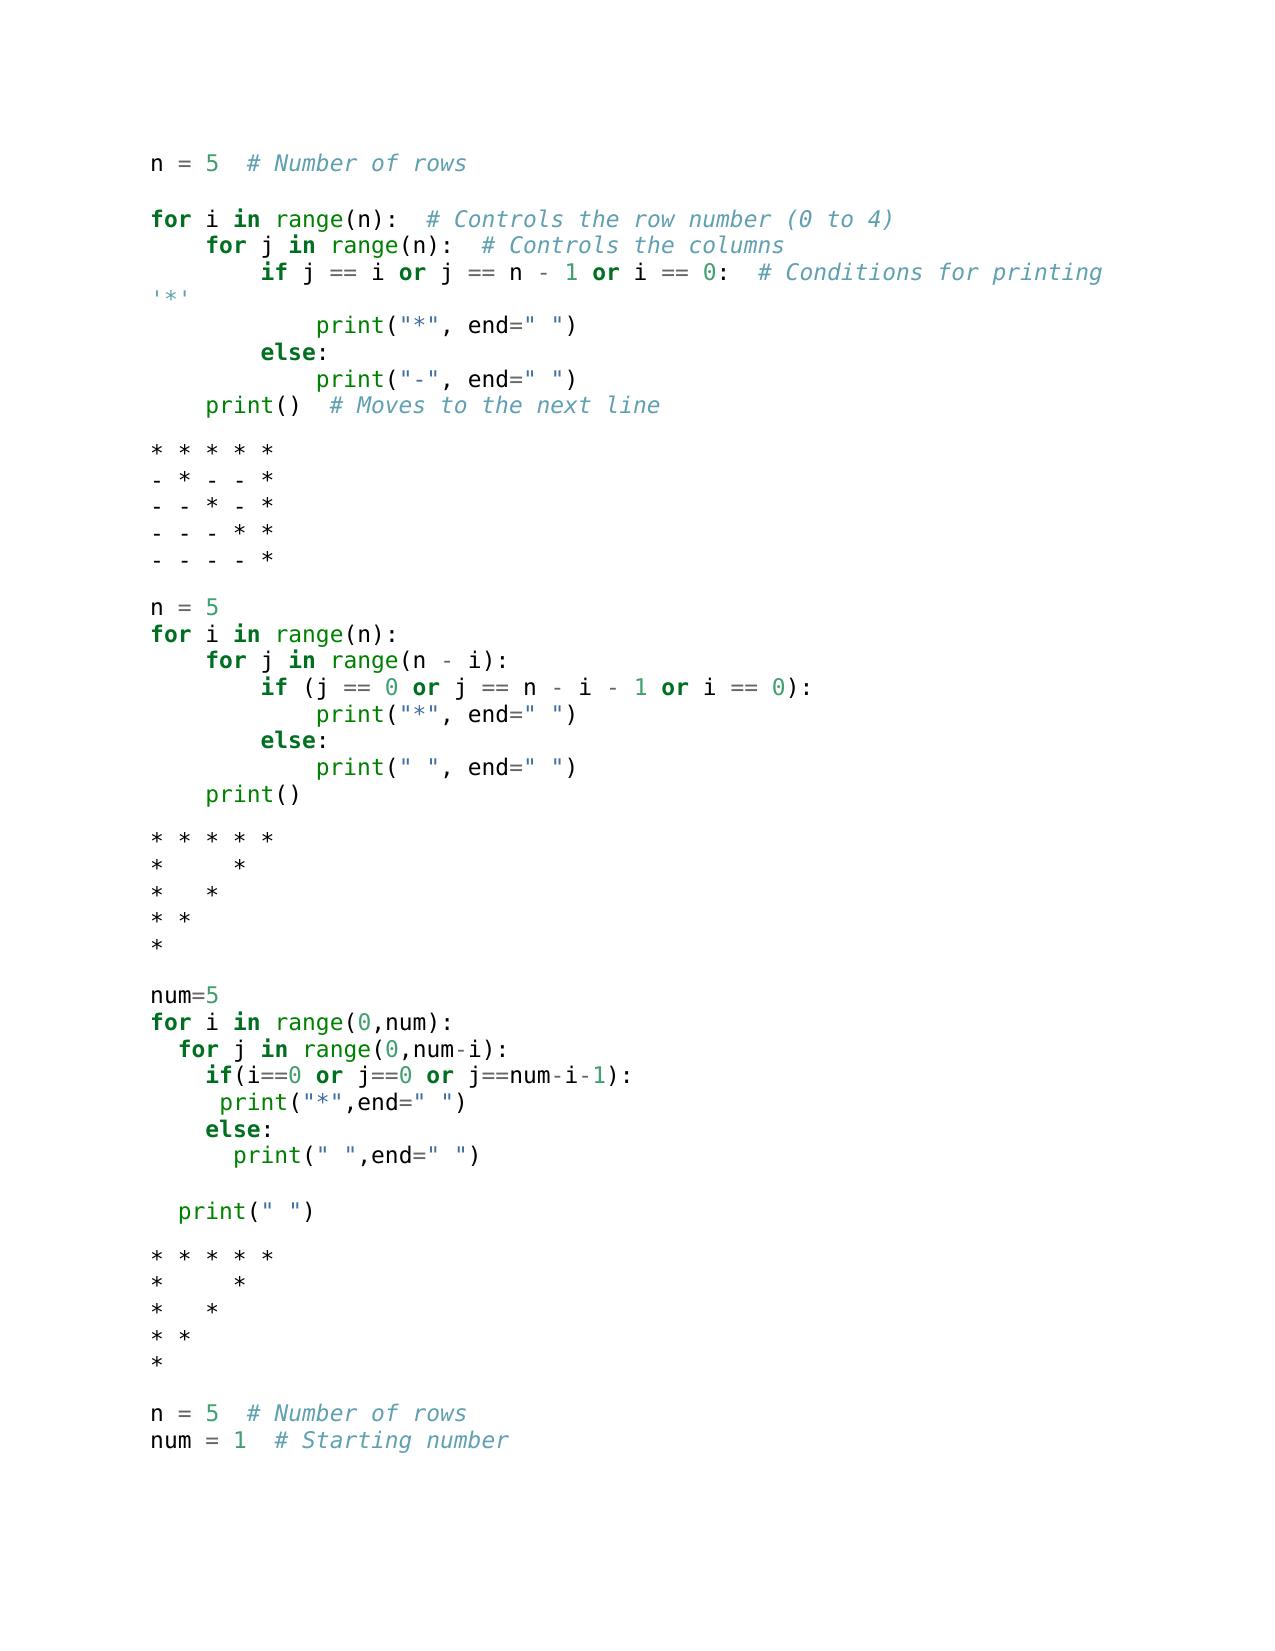 n = 5  # Number of rows

for i in range(n):  # Controls the row number (0 to 4)
    for j in range(n):  # Controls the columns
        if j == i or j == n - 1 or i == 0:  # Conditions for printing
'*'
            print("*", end=" ")
        else:
            print("-", end=" ")
    print()  # Moves to the next line

* * * * *
- * - - *
- - * - *
- - - * *
- - - - *

n = 5
for i in range(n):
    for j in range(n - i):
        if (j == 0 or j == n - i - 1 or i == 0):
            print("*", end=" ")
        else:
            print(" ", end=" ")
    print()

* * * * *
*     *
*   *
* *
*

num=5
for i in range(0,num):
  for j in range(0,num-i):
    if(i==0 or j==0 or j==num-i-1):
     print("*",end=" ")
    else:
      print(" ",end=" ")

  print(" ")

* * * * *
*     *
*   *
* *
*

n = 5  # Number of rows
num = 1  # Starting number